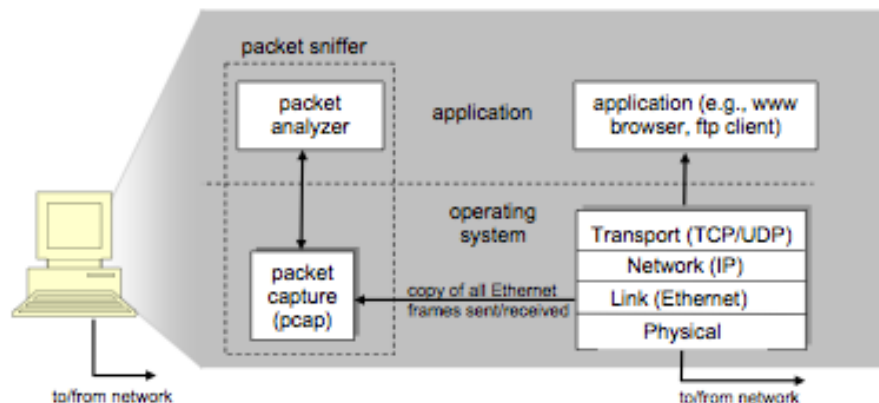 packet sniffer
packet
analyzer
application
application (e.g., www
browser, ftp client)
operating
system
packet
capture
(pcap)
copy of all Ethernet
frames sent/received
Transport (TCP/UDP)
Network (IP)
Link (Ethernet)
Physical
to/from network
to/from network